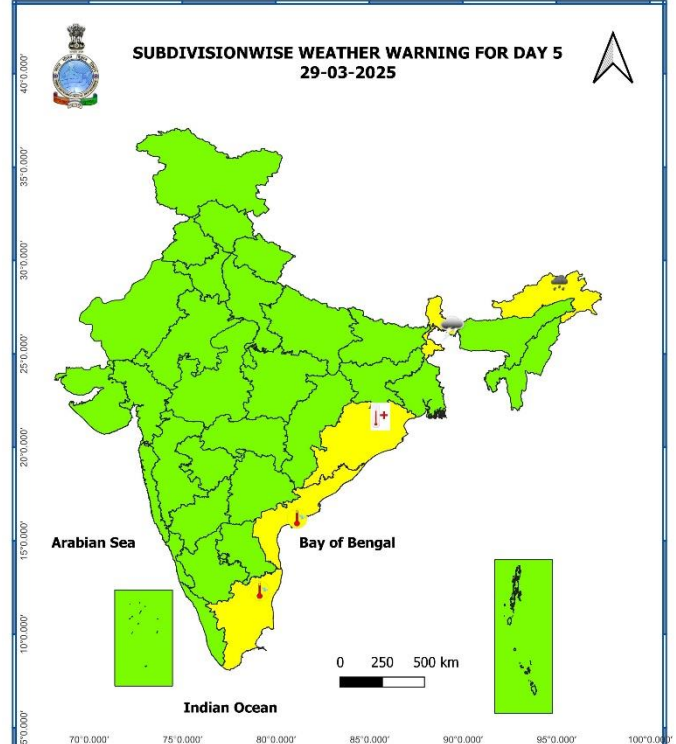 SUBDIVISIONWISE WEATHER WARNING FOR DAY 5
29-03-2025
40°0.000'
35°0.000'
30°0.000'
25°0.000'
20°0.000'
15°0.000'
10°0.000'
5°0.000'
Arabian Sea
Bay of Bengal
0 250 500 km
Indian Ocean
70°0.000' 75°0.000' 80°0.000' 85°0.000' 90°0.000' 95°0.000' 100°0.000'